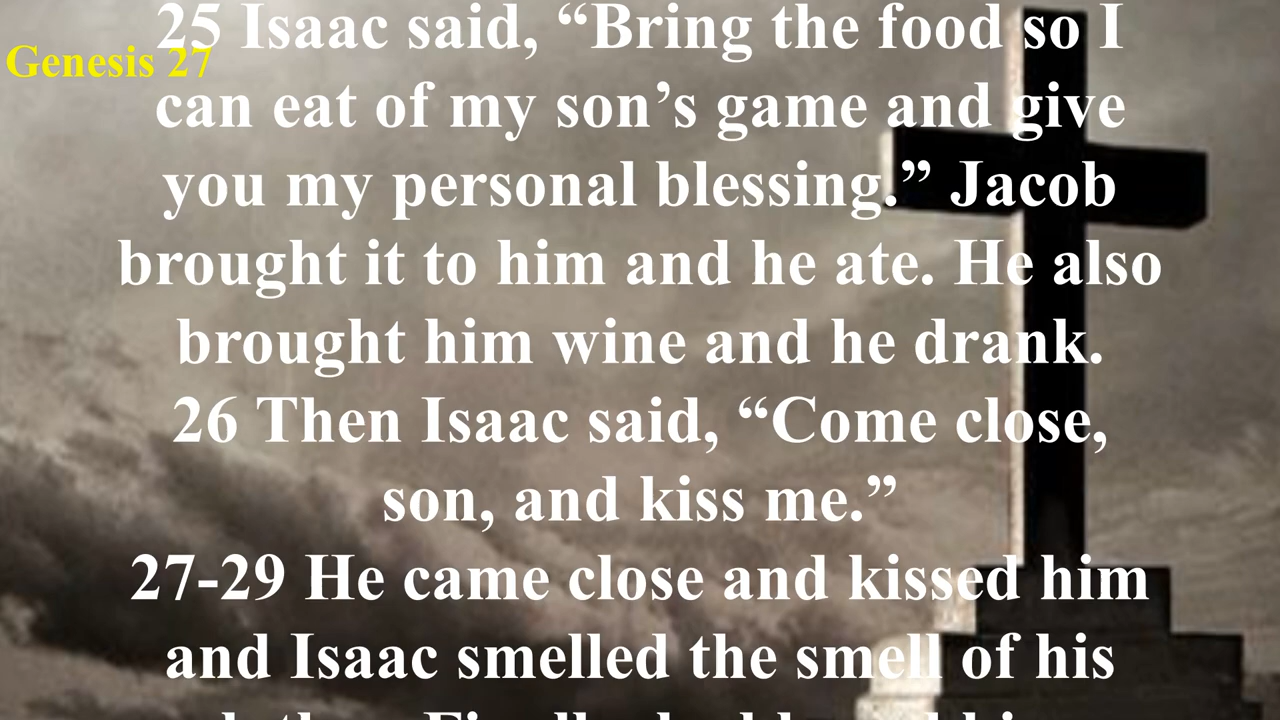 25 Isaac said, “Bring the food so I
Genesis 27
can eat of my son’s game and give
you my personal blessing.” Jacob
brought it to him and he ate. He also
brought him wine and he drank.
26 Then Isaac said, “Come close,
son, and kiss me.”
27-29 He came close and kissed him
and Isaac smelled the smell of his